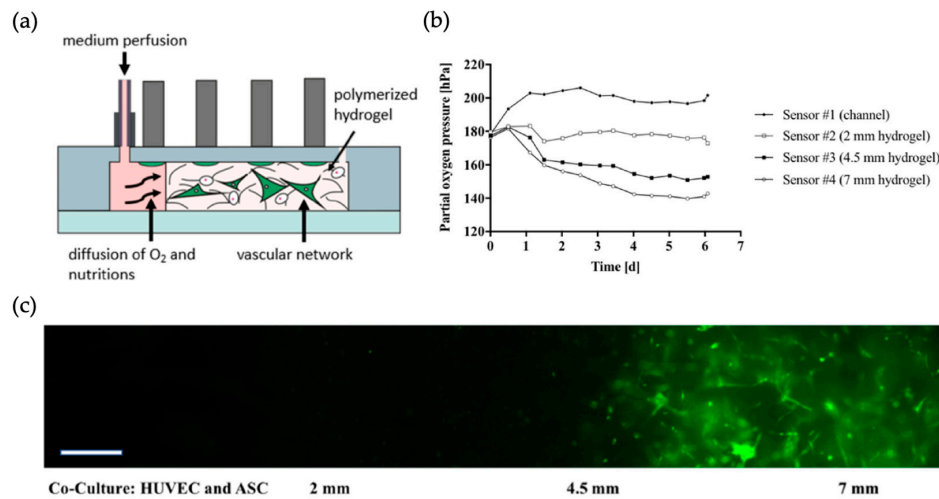 (a)
medium perfusion
polymerized
hydrogel
diffusion of O2 and
nutritions
vascular network
(b)
Partial oxygen pressure [hPa]
220
200
180
160
140
120
0
1
2
3
4
5
6
7
Time [d]
Sensor #1 (channel)
Sensor #2 (2 mm hydrogel)
Sensor #3 (4.5 mm hydrogel)
Sensor #4 (7 mm hydrogel)
(c)
Co-Culture: HUVEC and ASC 2 mm 4.5 mm 7 mm